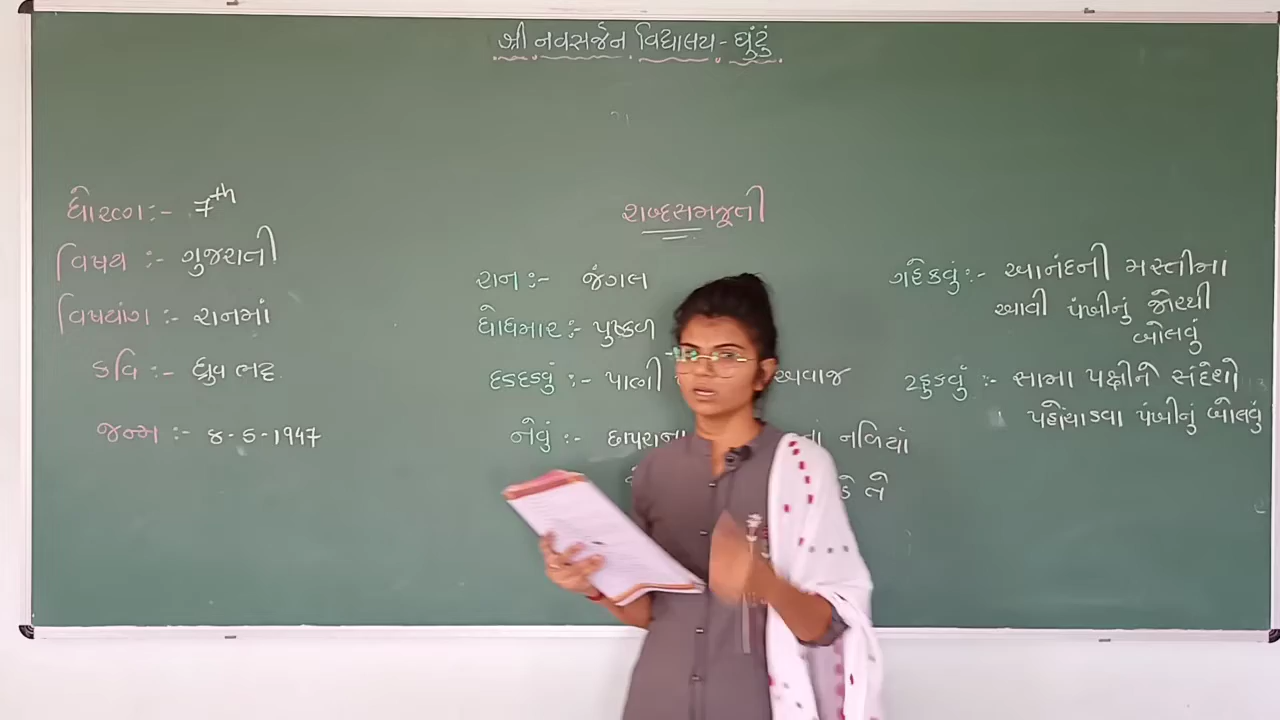 શ્રી નવસર્જન વિદ્યાલય - ઘુંટું
ધોરણ :- 7th
વિષય :- ગુજરાતી
વિષયાંગ :- રાનમાં
કવિ :- ધ્રુવ ભટ્ટ
જન્મ :- 8-5-1947
શબ્દસમજૂતી
રાન :- જંગલ
ધોધમાર :- પુષ્કળ
દડદડવું :- પાણી અવાજ
નેવું :- છાપરાના નળિયાં
તે
ગહેકવું :- આનંદની મસ્તીમાં
આવી પંખીનું જોરથી
બોલવું
ટહુકવું :- સામા પક્ષીને સંદેશો
પહોંચાડવા પંખીનું બોલવું